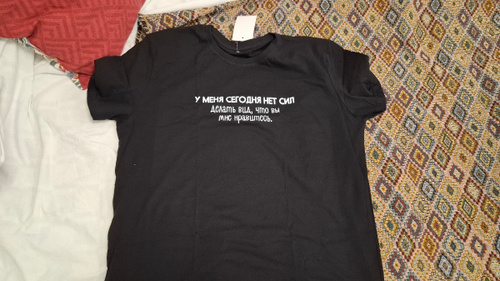 У МЕНЯ СЕГОДНЯ НЕТ СИЛ
делать вид, что вы
мне нравитесь.